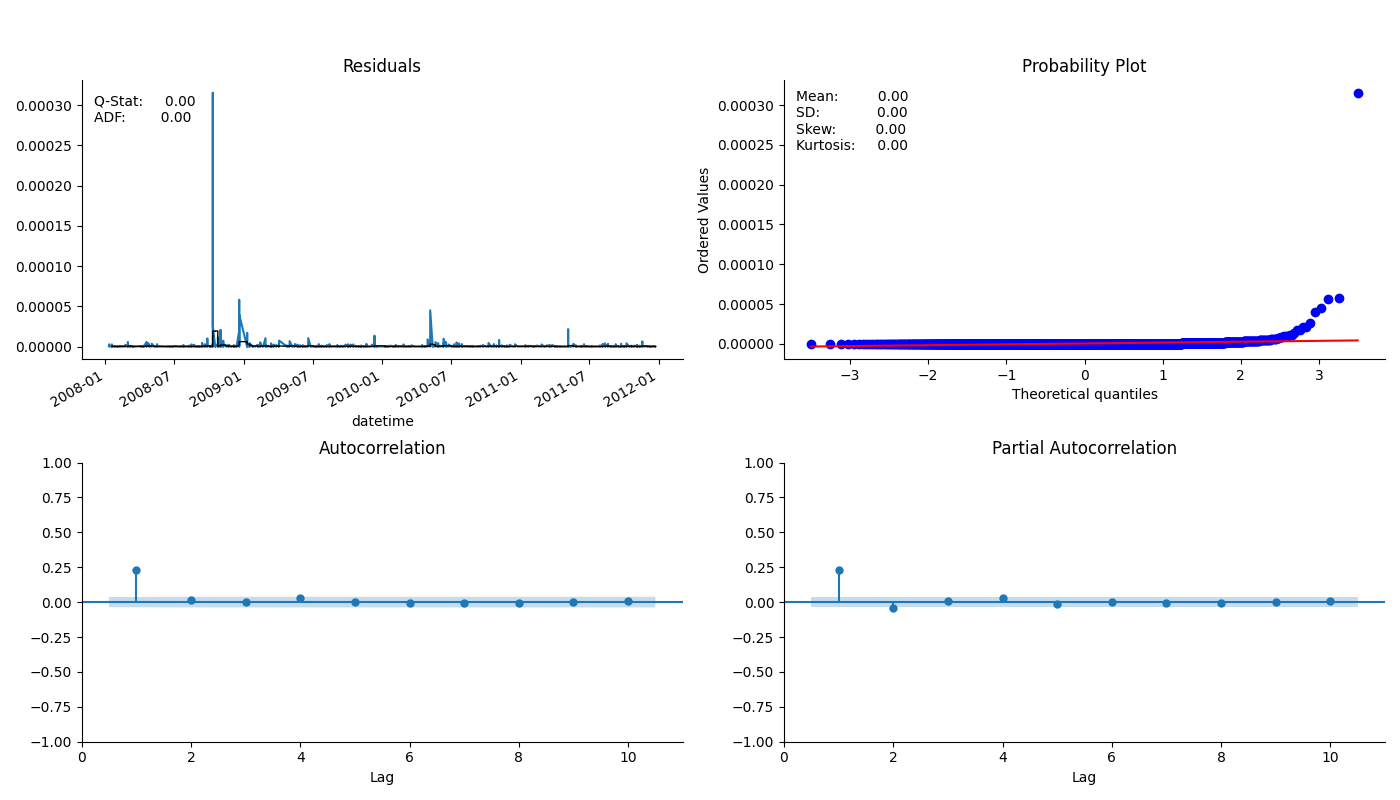 Residuals
Q-Stat: 0.00
ADF: 0.00
0.00030
0.00025
0.00020
0.00015
0.00010
0.00005
0.00000
2008-01 2008-07 2009-01 2009-07 2010-01 2010-07 2011-01 2011-07 2012-01
datetime
Probability Plot
Mean: 0.00
SD: 0.00
Skew: 0.00
Kurtosis: 0.00
Ordered Values
0.00030
0.00025
0.00020
0.00015
0.00010
0.00005
0.00000
−3 −2 −1 0 1 2 3
Theoretical quantiles
Autocorrelation
1.00
0.75
0.50
0.25
0.00
−0.25
−0.50
−0.75
−1.00
0 2 4 6 8 10
Lag
Partial Autocorrelation
1.00
0.75
0.50
0.25
0.00
−0.25
−0.50
−0.75
−1.00
0 2 4 6 8 10
Lag